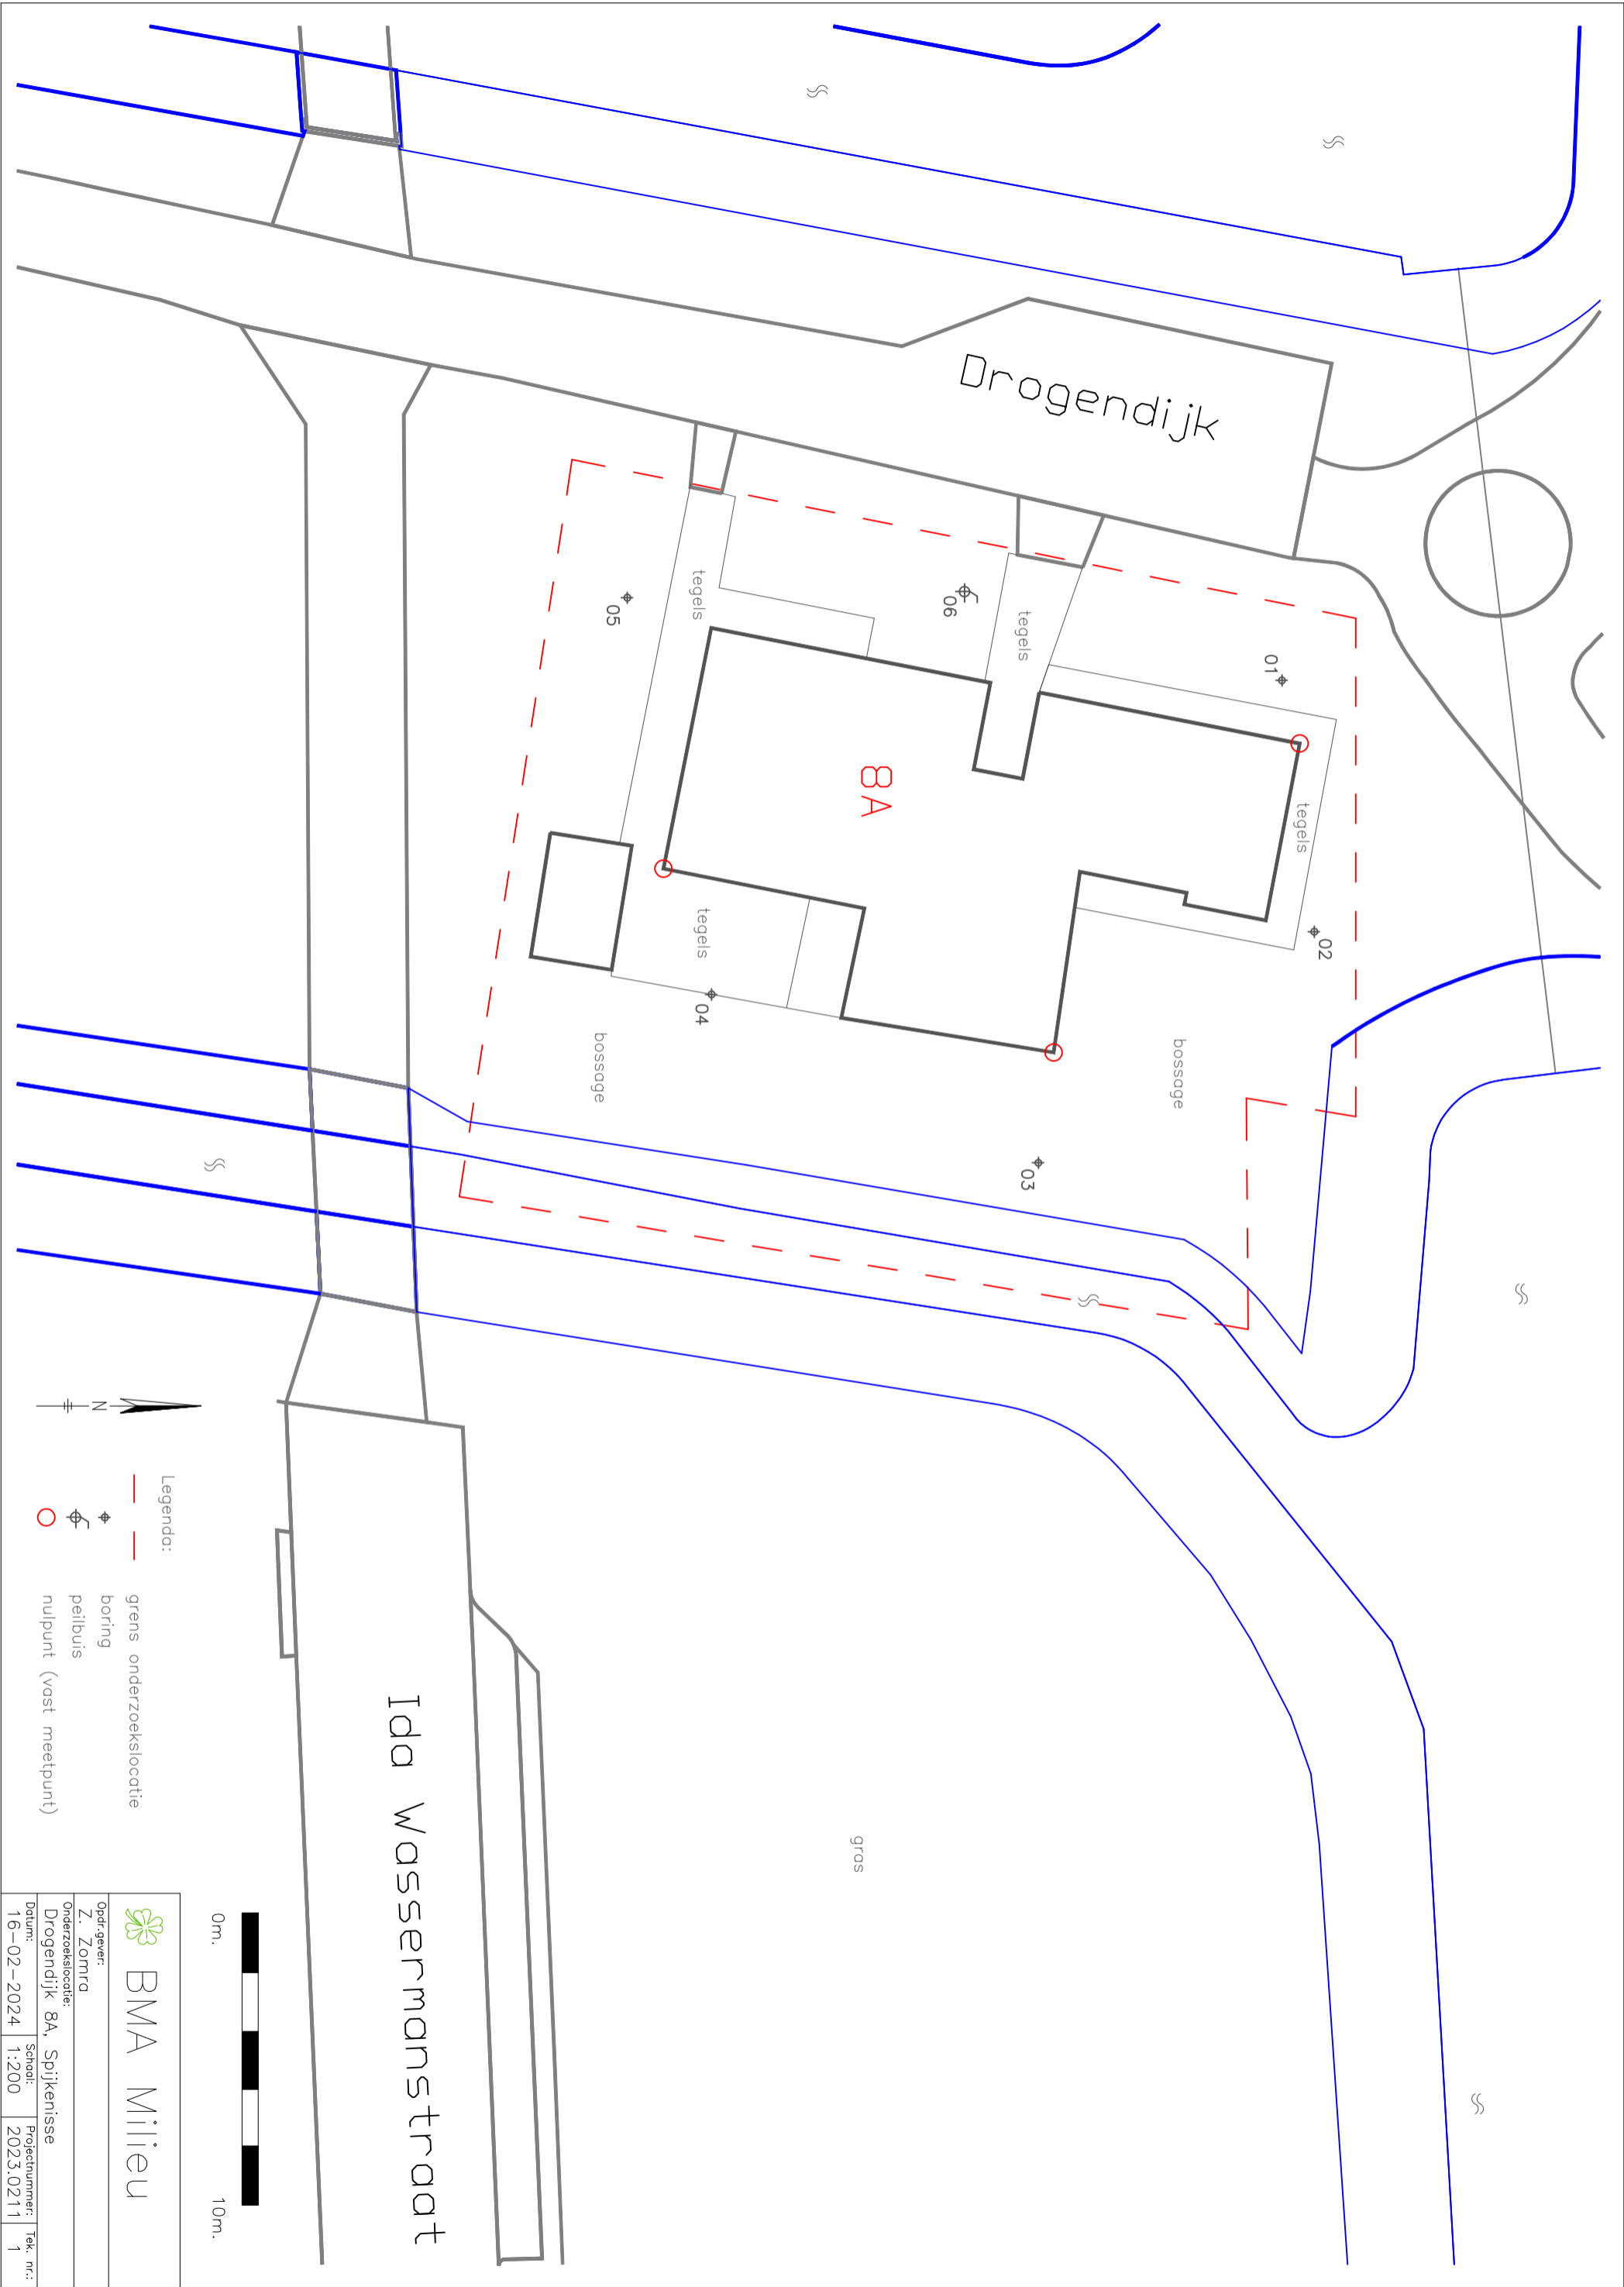 Drogendijk
01
02
03
04
05
06
tegels
tegels
tegels
tegels
8A
bossage
bossage
gras
Ida Wassermanstraat
N
Legenda:
grens onderzoekslocatie
boring
peilbuis
nulpunt (vast meetpunt)
0m. 10m.
BMA Milieu
Opdr.gever:
Z. Zomra
Onderzoekslocatie:
Drogendijk 8A, Spijkenisse
Datum: Schaal: Projectnummer: Tek. nr.:
16-02-2024 1:200 2023.0211 1